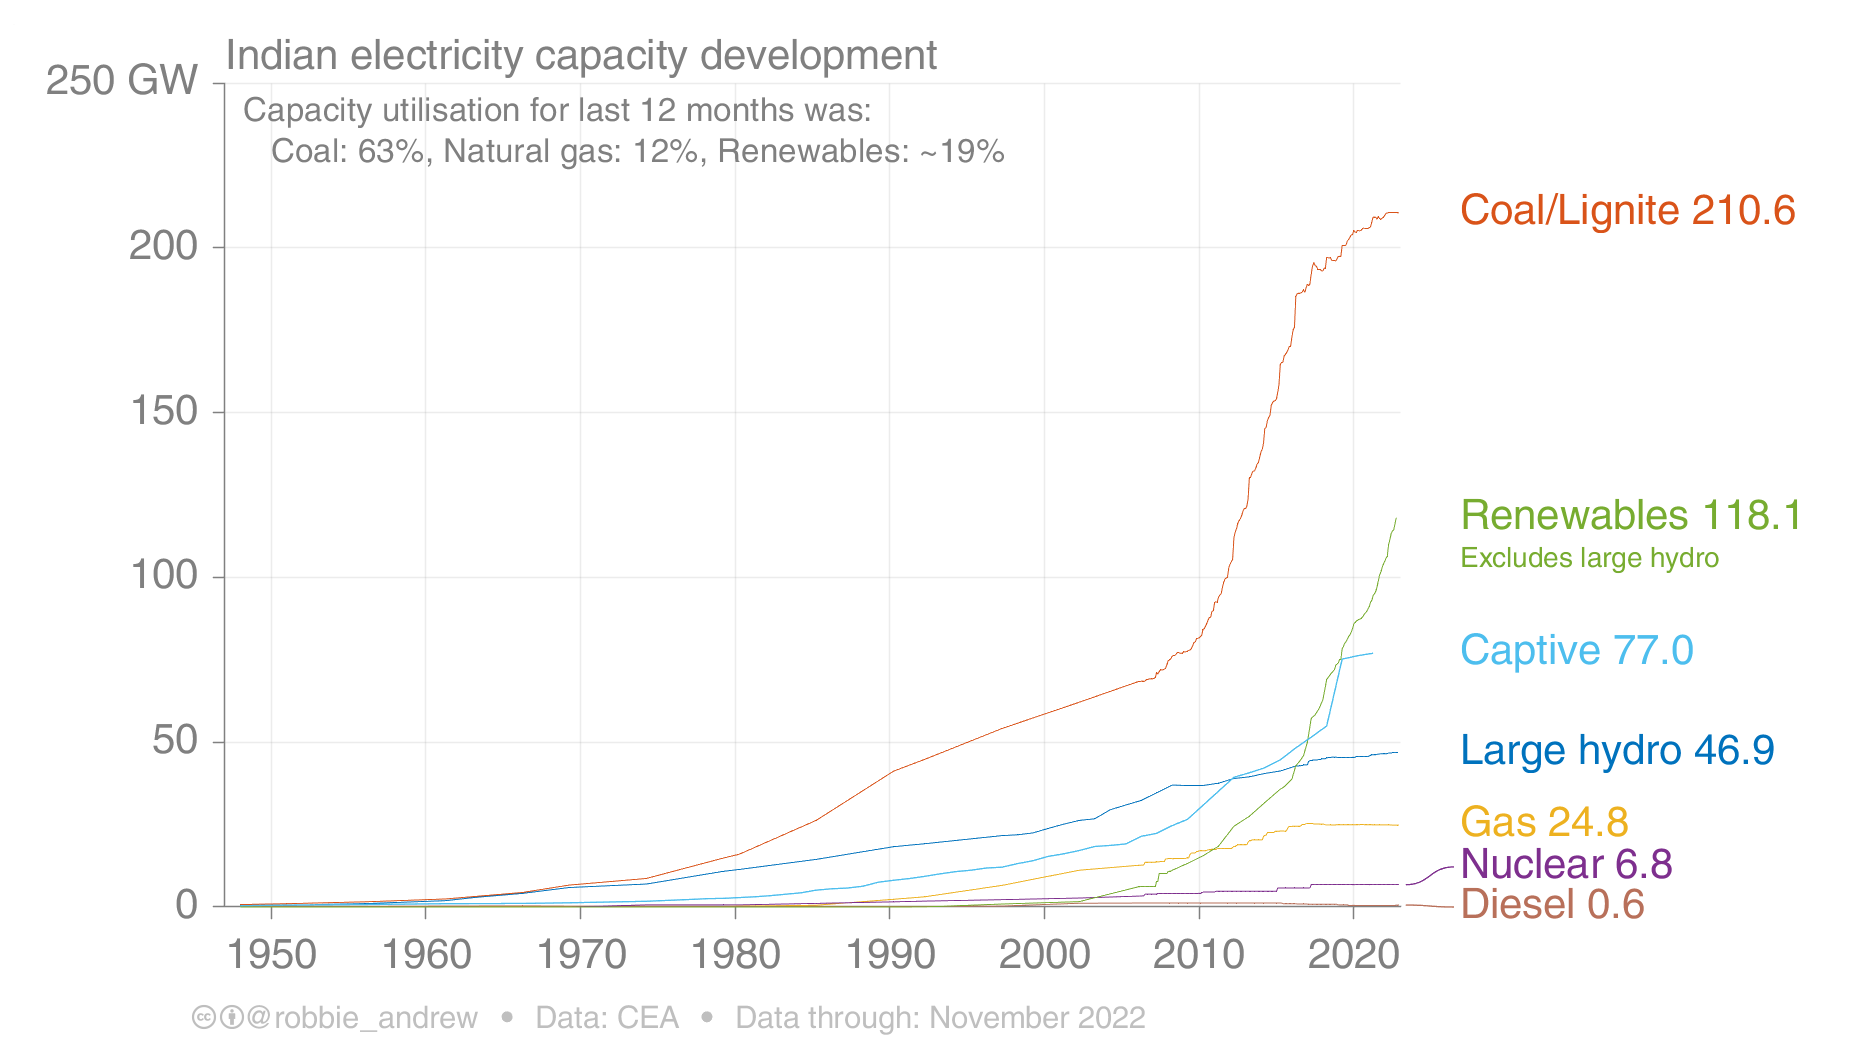 Indian electricity capacity development
250 GW
Capacity utilisation for last 12 months was:
Coal: 63%, Natural gas: 12%, Renewables: ~19%
200
150
100
50
0
Coal/Lignite 210.6
Renewables 118.1
Excludes large hydro
Captive 77.0
Large hydro 46.9
Gas 24.8
Nuclear 6.8
Diesel 0.6
1950 1960 1970 1980 1990 2000 2010 2020
cc @robbie_andrew • Data: CEA • Data through: November 2022